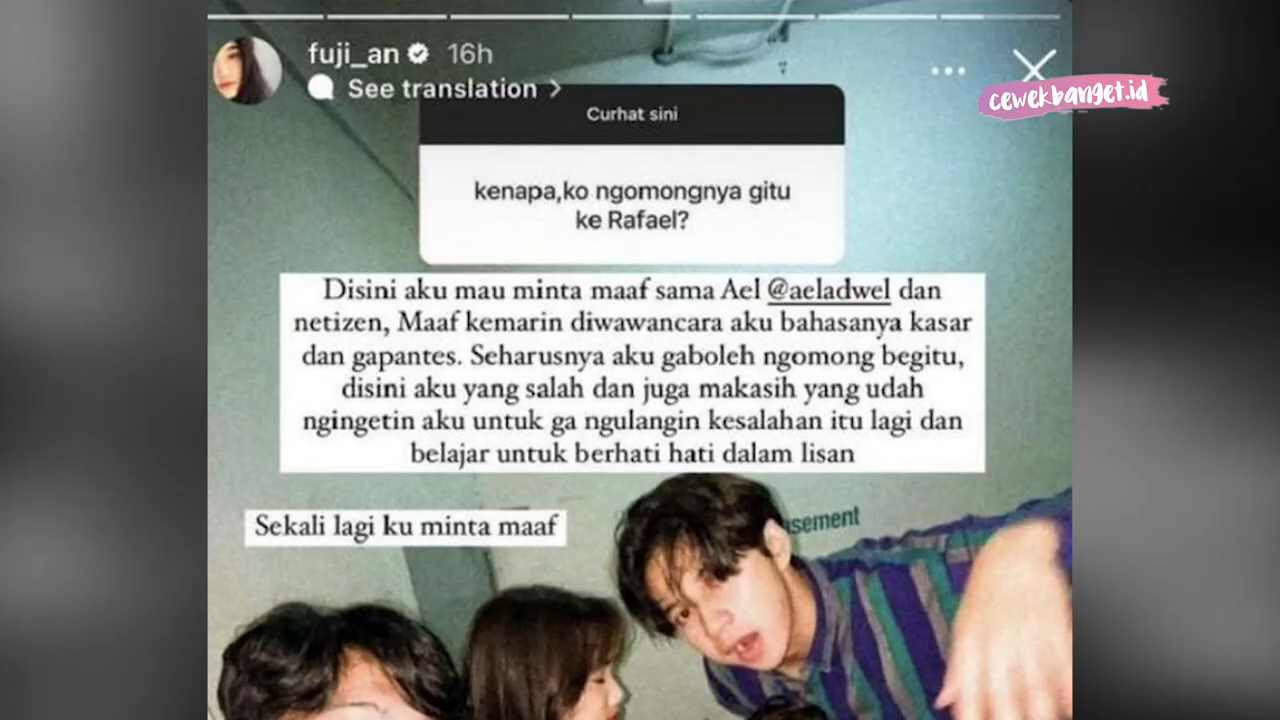 fuji_an 16h
See translation
cewekbanget.id
Curhat sini
kenapa,ko ngomongnya gitu
ke Rafael?
Disini aku mau minta maaf sama Ael @aeladwel dan
netizen, Maaf kemarin diwawancara aku bahasanya kasar
dan gapantes. Seharusnya aku gaboleh ngomong begitu,
disini aku yang salah dan juga makasih yang udah
ngingetin aku untuk ga ngulangin kesalahan itu lagi dan
belajar untuk berhati hati dalam lisan
Sekali lagi ku minta maaf